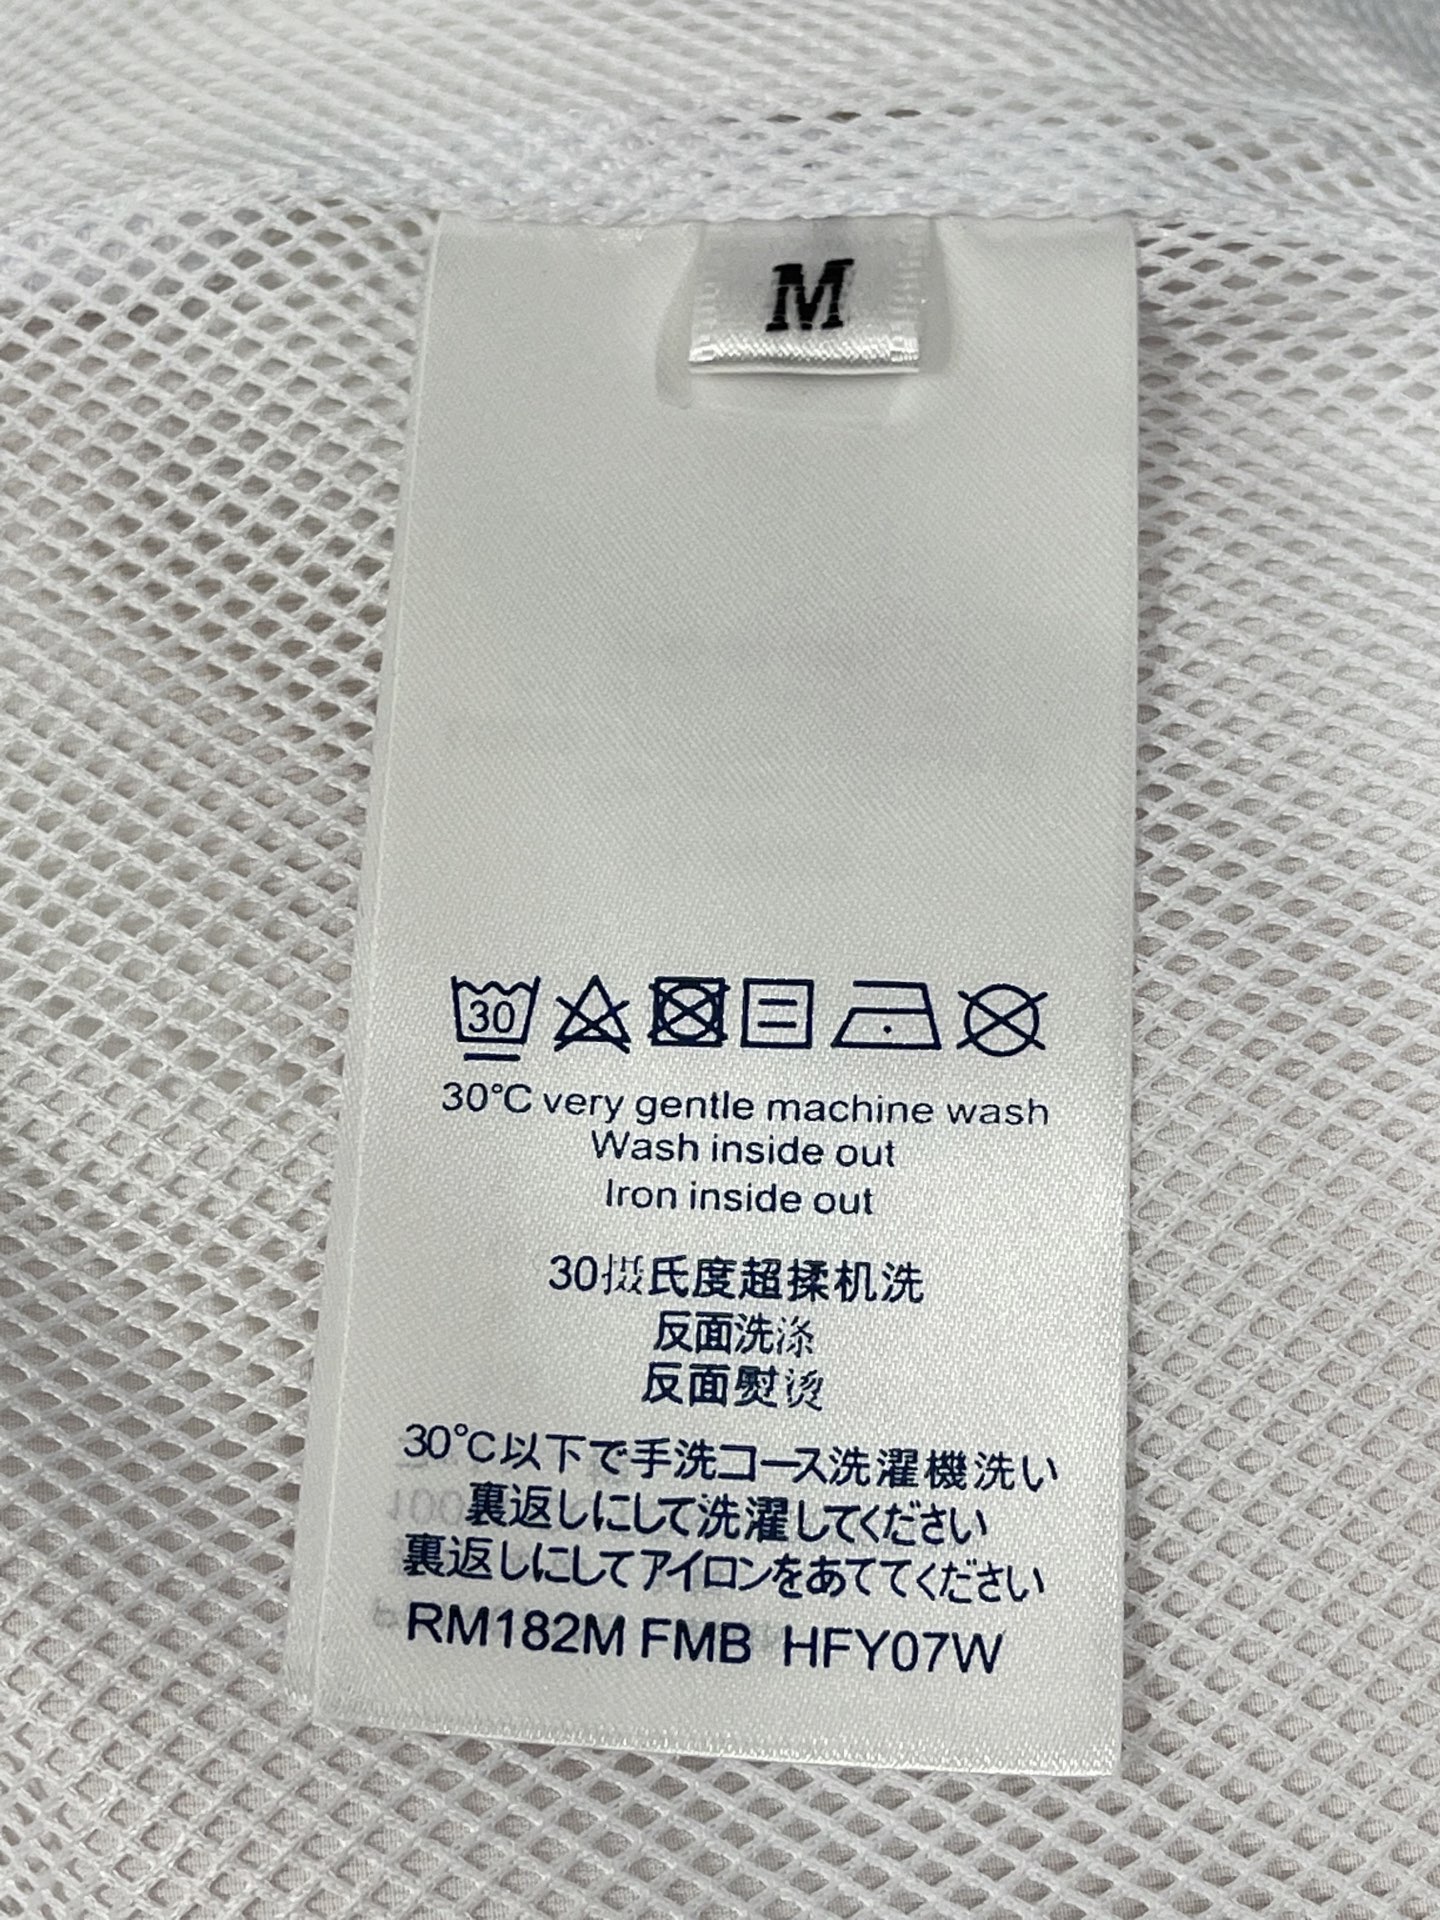 M
30
30°C very gentle machine wash
Wash inside out
Iron inside out
30摄氏度超揉机洗
反面洗涤
反面熨烫
30°C以下で手洗コース洗濯機洗い
裏返しにして洗濯してください
裏返しにしてアイロンをあててください
RM182M FMB HFY07W